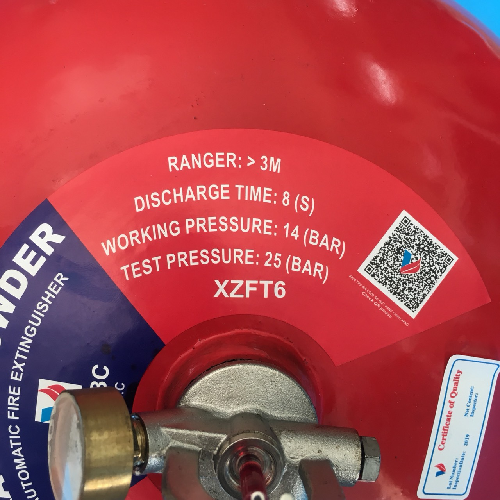 RANGER: > 3M
DISCHARGE TIME: 8 (S)
WORKING PRESSURE: 14 (BAR)
TEST PRESSURE: 25 (BAR)
XZFT6
AUTOMATIC FIRE EXTINGUISHER
BC
Certificate of Quality